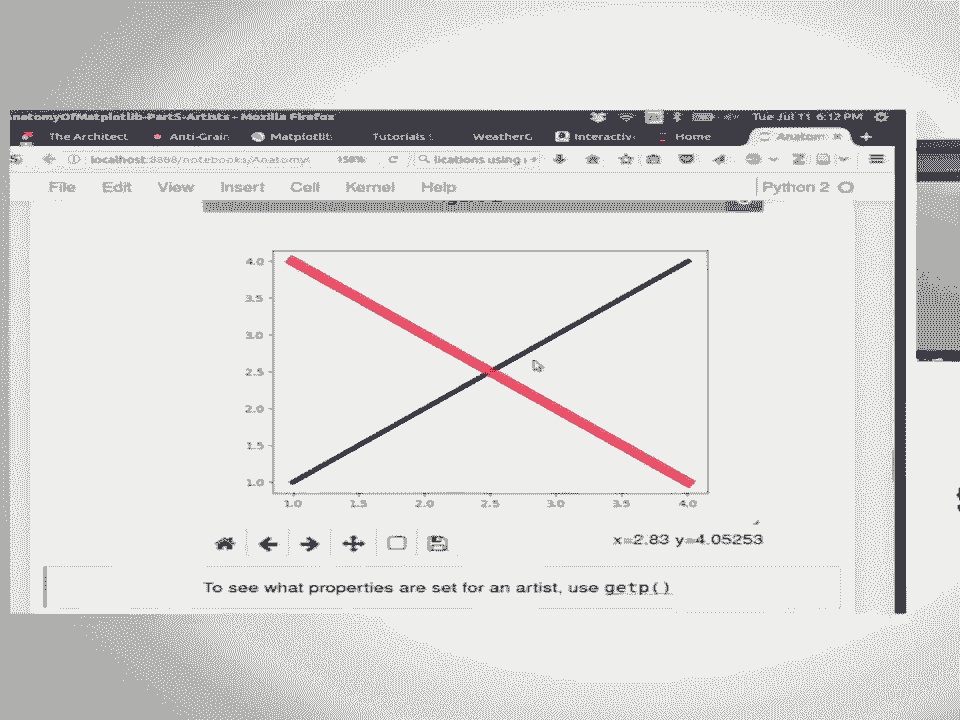 natomyOfMatplotlib-Part5-Artists - Mozilla Firefox Tue Jul 11 6:12 PM
The Architect Anti-Grain Matplotlib Tutorials WeatherG Interactiv Home Anatom
localhost:8888/notebooks/Anatomy 150% lications using
File Edit View Insert Cell Kernel Help Python 2
4.0
3.5
3.0
2.5
2.0
1.5
1.0
1.0 1.5 2.0 2.5 3.0 3.5 4.0
x=2.83 y=4.05253
To see what properties are set for an artist, use getp()